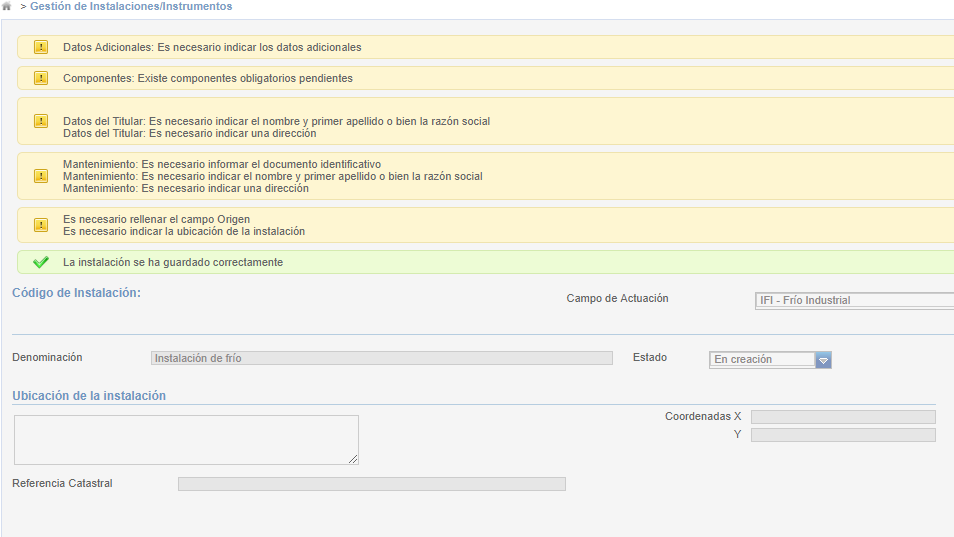 > Gestión de Instalaciones/Instrumentos
Datos Adicionales: Es necesario indicar los datos adicionales
Componentes: Existe componentes obligatorios pendientes
Datos del Titular: Es necesario indicar el nombre y primer apellido o bien la razón social
Datos del Titular: Es necesario indicar una dirección
Mantenimiento: Es necesario informar el documento identificativo
Mantenimiento: Es necesario indicar el nombre y primer apellido o bien la razón social
Mantenimiento: Es necesario indicar una dirección
Es necesario rellenar el campo Origen
Es necesario indicar la ubicación de la instalación
La instalación se ha guardado correctamente
Código de Instalación:
Campo de Actuación IFI - Frío Industrial
Denominación Instalación de frío Estado En creación
Ubicación de la instalación
Coordenadas X
Y
Referencia Catastral